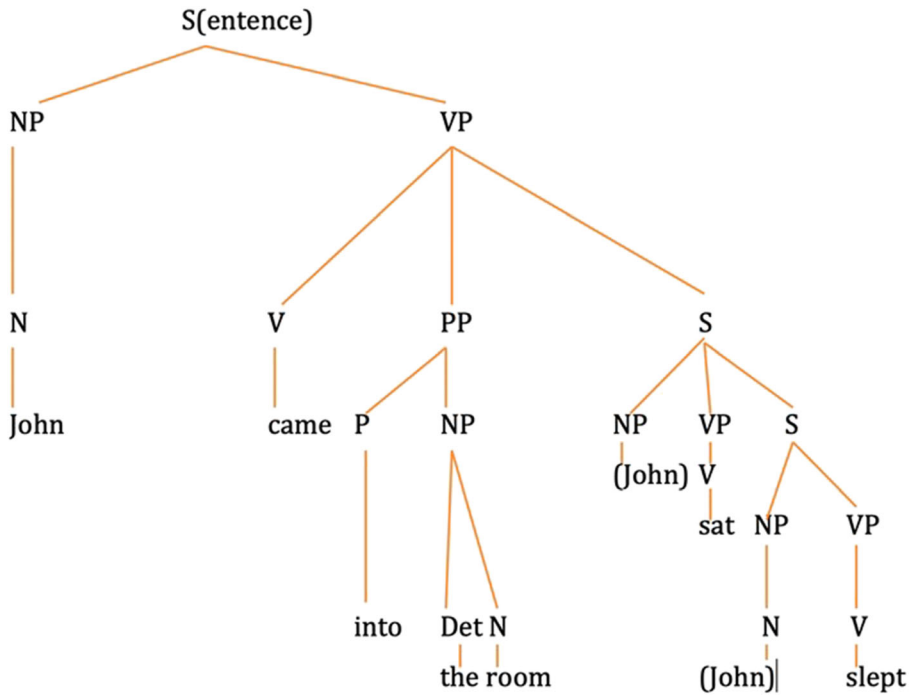 S(entence)
NP VP
N V PP S
John came P NP NP VP S
(John) V
sat NP VP
into Det N N V
the room (John) slept